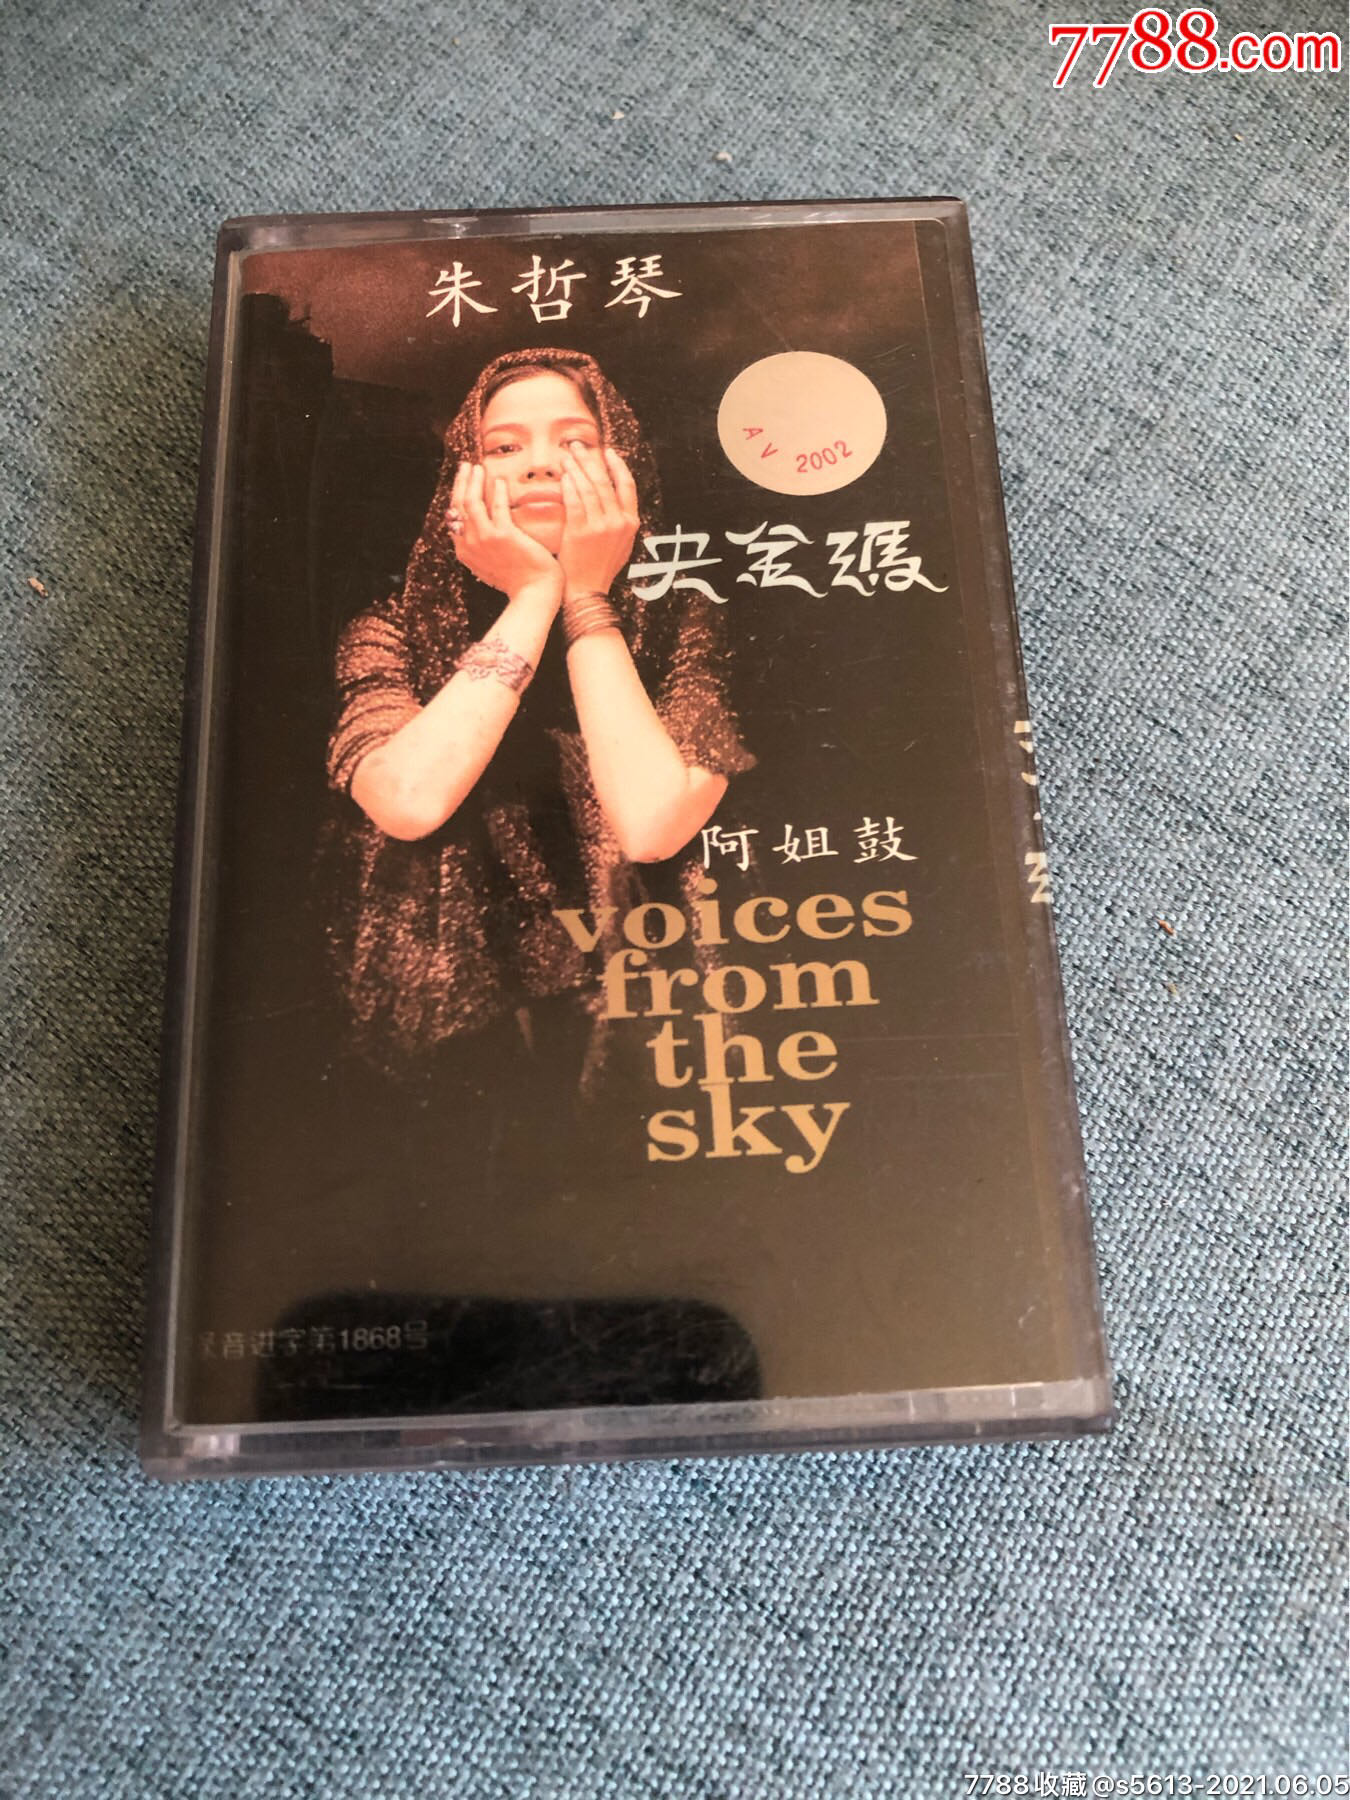 7788.com
朱哲琴
AV 2002
央金瑪
阿姐鼓
voices
from
the
sky
音进字第1868号
7788收藏@s5613-2021.06.05